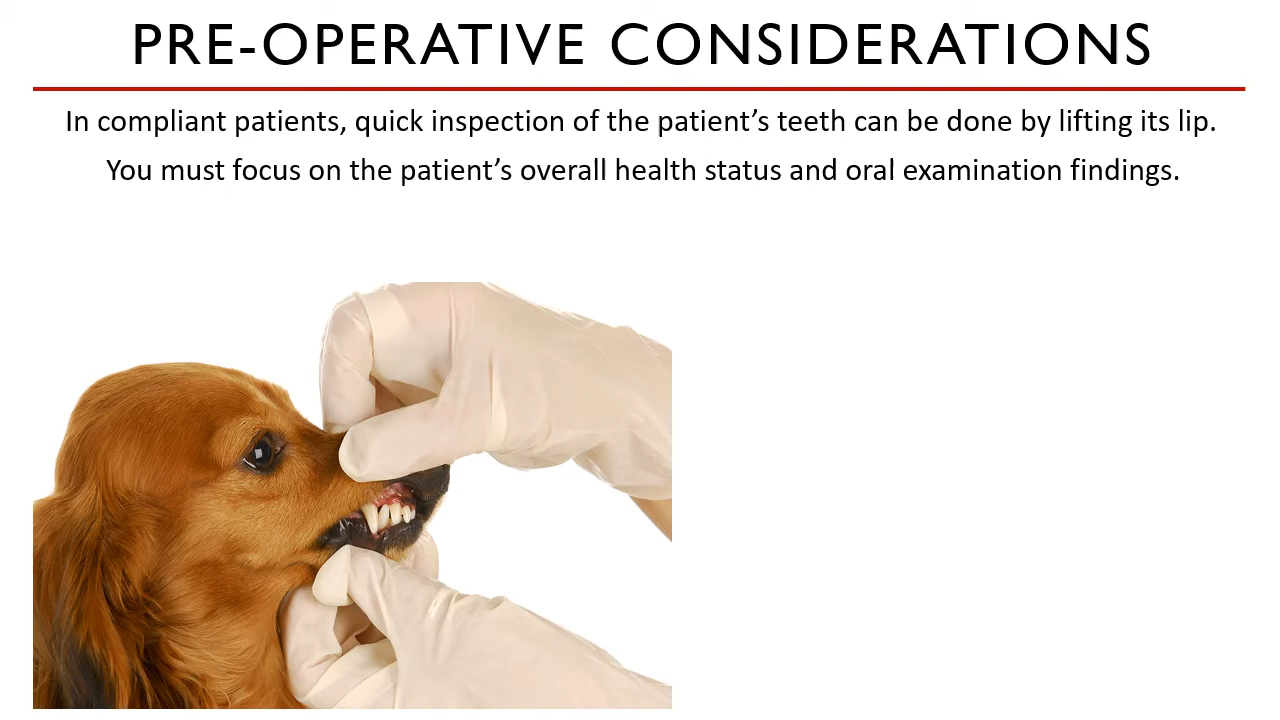 PRE-OPERATIVE CONSIDERATIONS
In compliant patients, quick inspection of the patient’s teeth can be done by lifting its lip.
You must focus on the patient’s overall health status and oral examination findings.